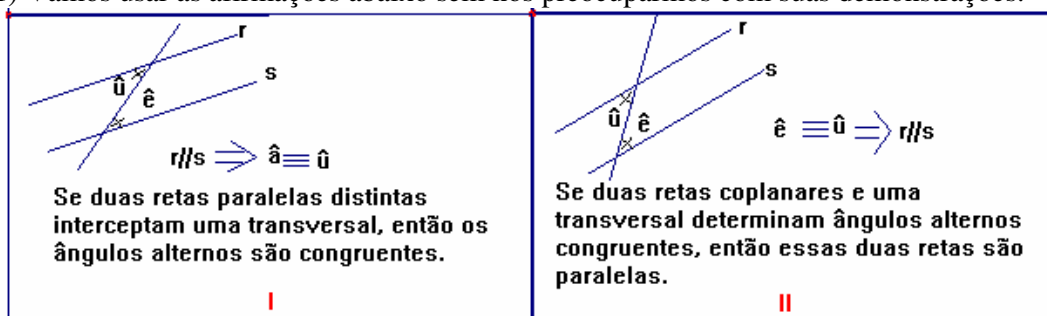 ) Vamos usar as afirmações abaixo sem nos preocuparmos com suas demonstrações.
r
s
û
ê
r//s ⇒ â ≡ û
Se duas retas paralelas distintas
interceptam uma transversal, então os
ângulos alternos são congruentes.
I
r
s
û
ê
ê ≡ û ⇒ r//s
Se duas retas coplanares e uma
transversal determinam ângulos alternos
congruentes, então essas duas retas são
paralelas.
II